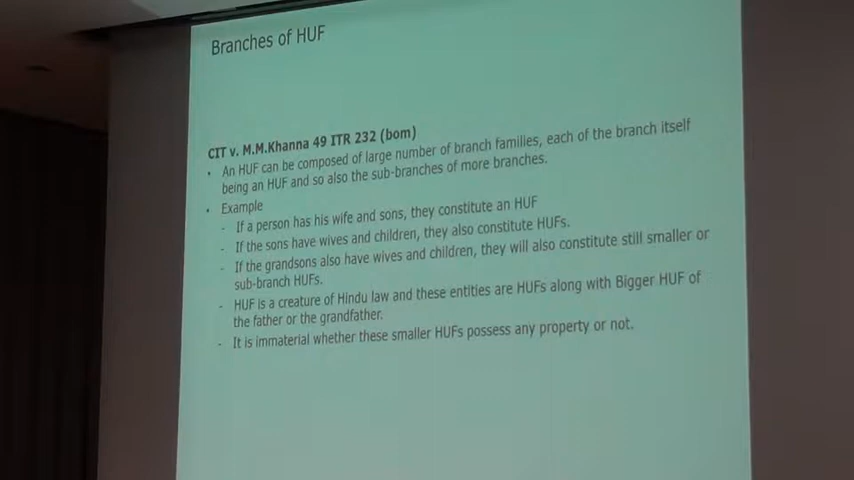 Branches of HUF
CIT v. M.M.Khanna 49 ITR 232 (bom)
• An HUF can be composed of large number of branch families, each of the branch itself
being an HUF and so also the sub-branches of more branches.
• Example
- If a person has his wife and sons, they constitute an HUF
- If the sons have wives and children, they also constitute HUFs.
- If the grandsons also have wives and children, they will also constitute still smaller or
sub-branch HUFs.
- HUF is a creature of Hindu law and these entities are HUFs along with Bigger HUF of
the father or the grandfather.
- It is immaterial whether these smaller HUFs possess any property or not.